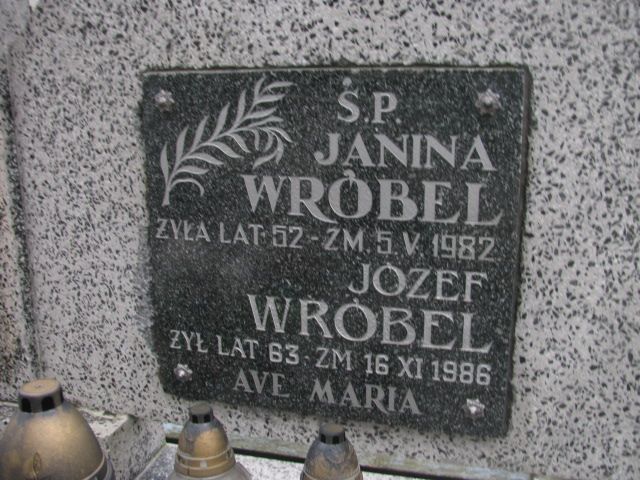 Ś.P.
JANINA
WRÓBEL
ŻYŁA LAT 52 - ZM. 5.V.1982
JÓZEF
WRÓBEL
ŻYŁ LAT 63 - ZM 16 XI 1986
AVE MARIA